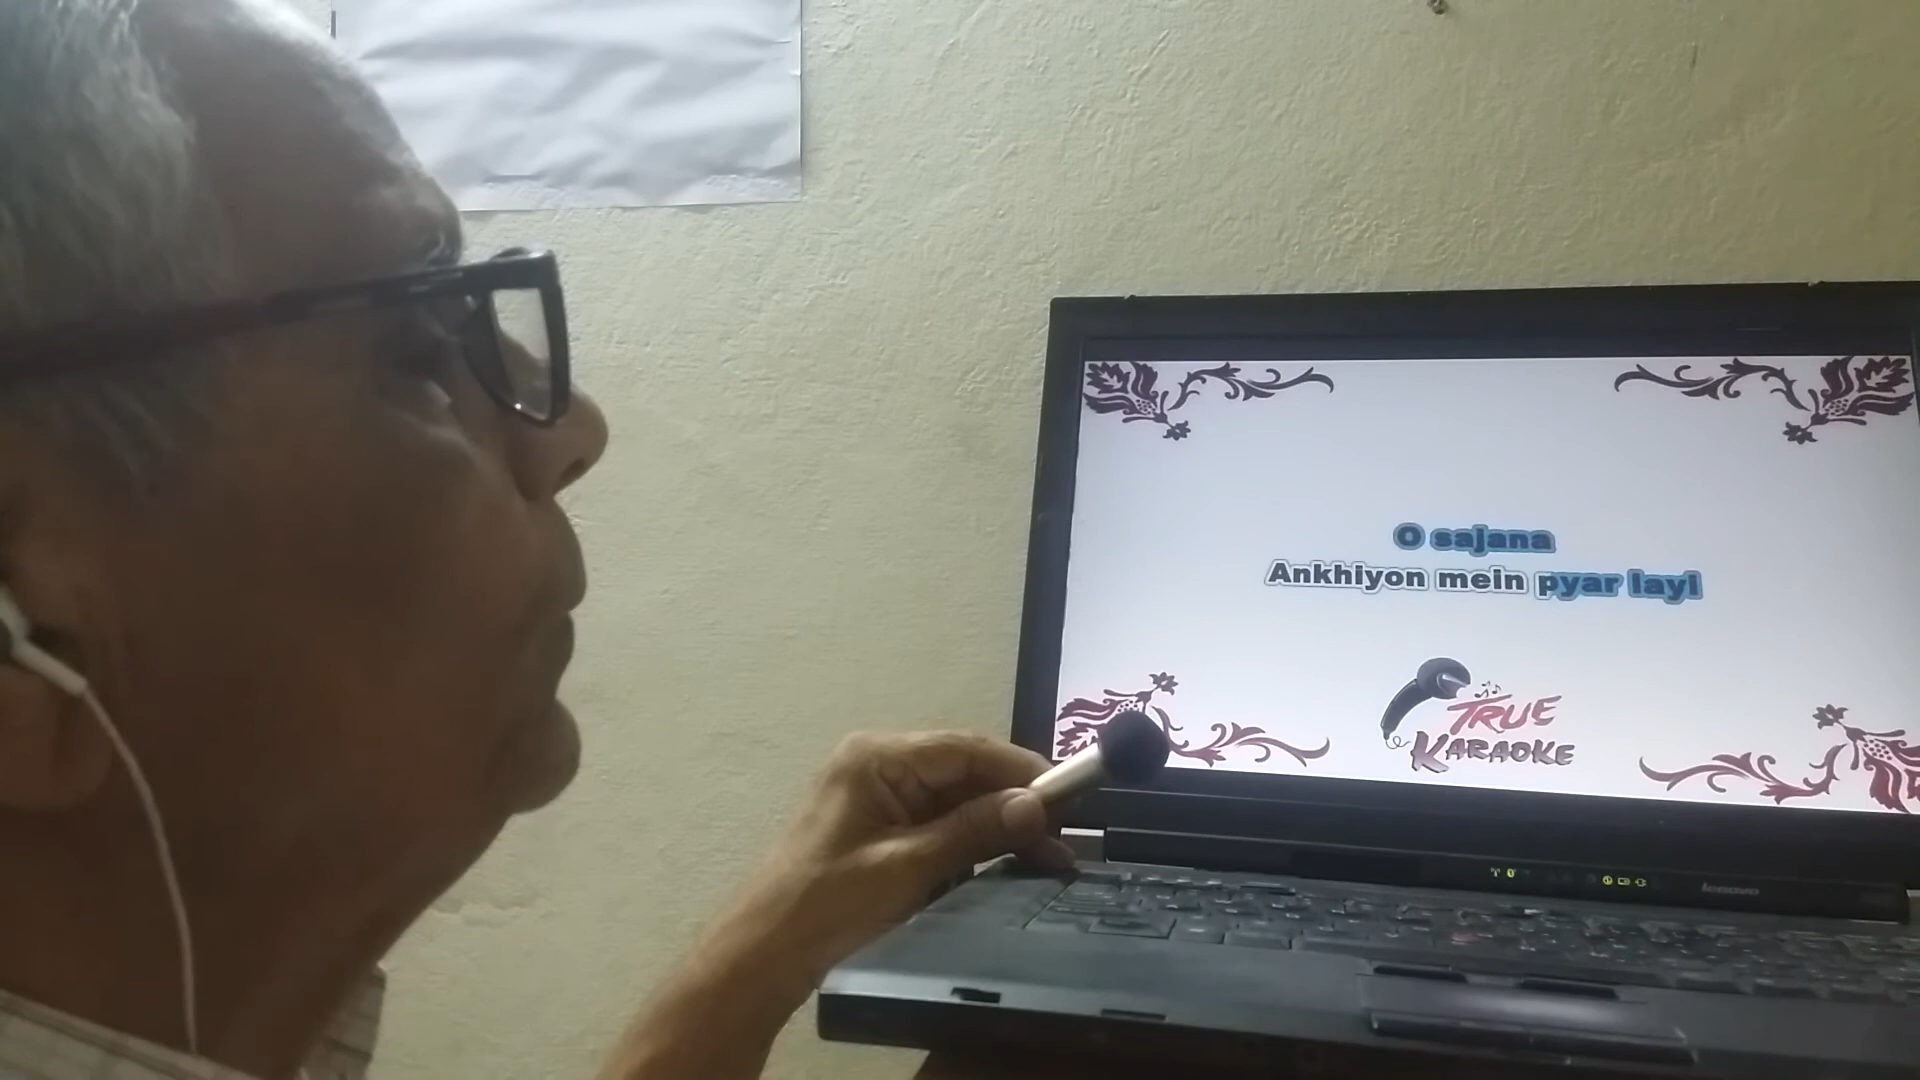 O sajana
Ankhiyon mein pyar layi
TRUE
KARAOKE
lenovo